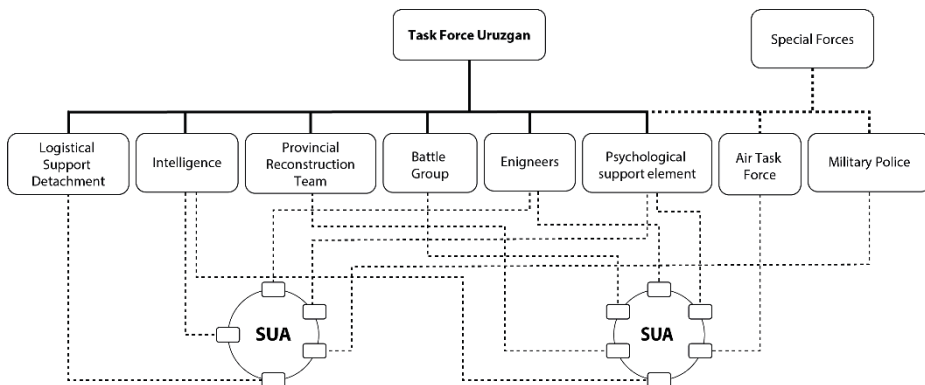 Task Force Uruzgan
Special Forces
Logistical
Support
Detachment
Intelligence
Provincial
Reconstruction
Team
Battle
Group
Enigneers
Psychological
support element
Air Task
Force
Military Police
SUA
SUA